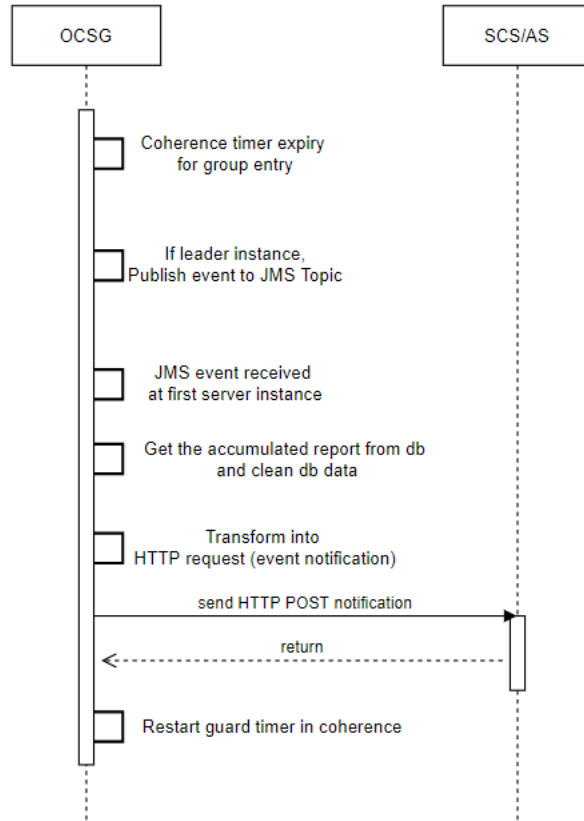 OCSG
SCS/AS
Coherence timer expiry
for group entry
If leader instance,
Publish event to JMS Topic
JMS event received
at first server instance
Get the accumulated report from db
and clean db data
Transform into
HTTP request (event notification)
send HTTP POST notification
return
Restart guard timer in coherence